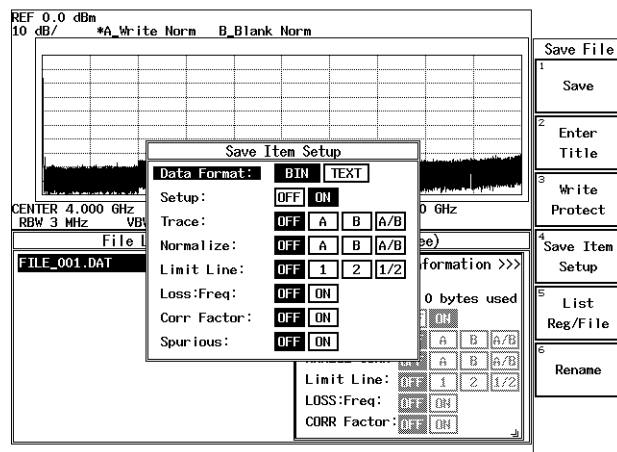 REF 0.0 dBm
10 dB/ *A_Write Norm B_Blank Norm
CENTER 4.000 GHz
0 GHz
RBW 3 MHz VB
Save Item Setup
Data Format: BIN TEXT
Setup: OFF ON
Trace: OFF A B A/B
Normalize: OFF A B A/B
Limit Line: OFF 1 2 1/2
Loss:Freq: OFF ON
Corr Factor: OFF ON
Spurious: OFF ON
File L
ee)
FILE_001.DAT
formation >>>
0 bytes used
ON
A B A/B
OFF A B A/B
Limit Line: OFF 1 2 1/2
LOSS:Freq: OFF ON
CORR Factor: OFF ON
Save File
1
Save
2
Enter
Title
3
Write
Protect
4
Save Item
Setup
5
List
Reg/File
6
Rename